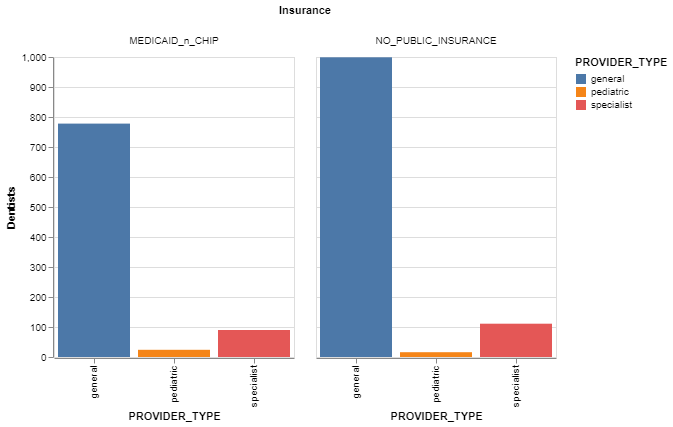 Insurance
MEDICAID_n_CHIP
NO_PUBLIC_INSURANCE
Dentists
1,000
900
800
700
600
500
400
300
200
100
0
general
pediatric
specialist
PROVIDER_TYPE
general
pediatric
specialist
PROVIDER_TYPE
PROVIDER_TYPE
general
pediatric
specialist